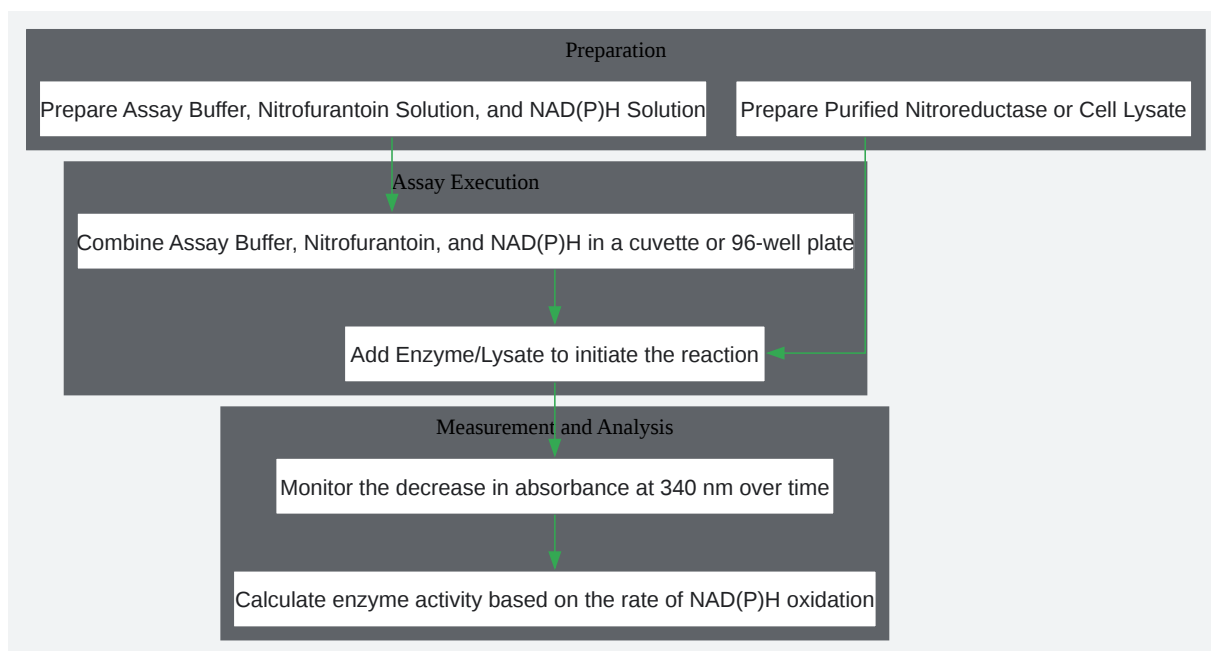 Preparation
Prepare Assay Buffer, Nitrofurantoin Solution, and NAD(P)H Solution
Prepare Purified Nitroreductase or Cell Lysate
Assay Execution
Combine Assay Buffer, Nitrofurantoin, and NAD(P)H in a cuvette or 96-well plate
Add Enzyme/Lysate to initiate the reaction
Measurement and Analysis
Monitor the decrease in absorbance at 340 nm over time
Calculate enzyme activity based on the rate of NAD(P)H oxidation